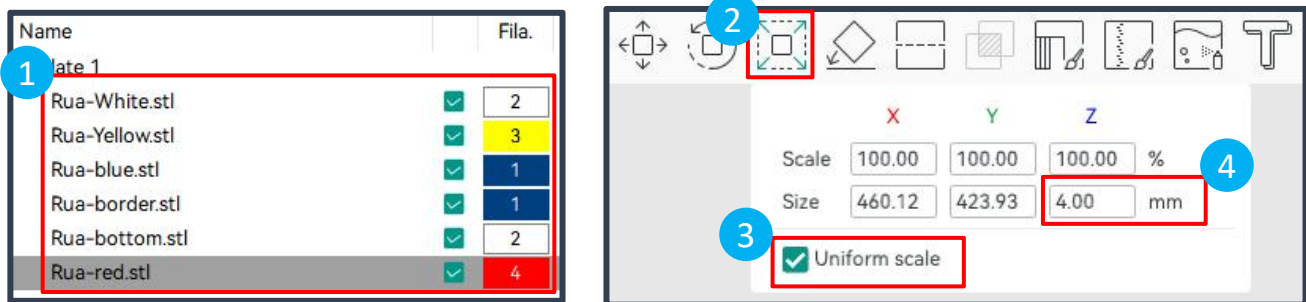 Name Fila.
1
late 1
Rua-White.stl 2
Rua-Yellow.stl 3
Rua-blue.stl 1
Rua-border.stl 1
Rua-bottom.stl 2
Rua-red.stl 4
2
X Y Z
Scale 100.00 100.00 100.00 %
4
Size 460.12 423.93 4.00 mm
3
Uniform scale